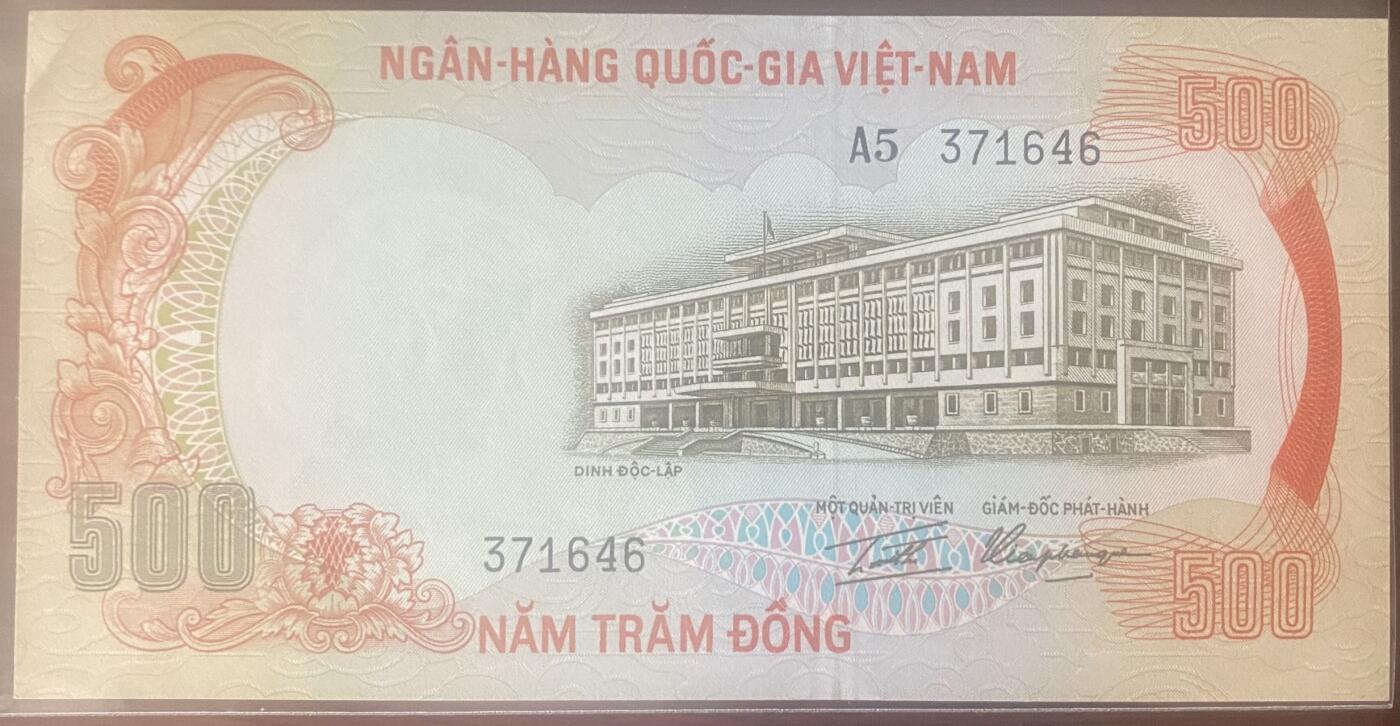 NGÂN-HÀNG QUỐC-GIA VIỆT-NAM
500
A5 371646
DINH ĐỘC-LẬP
MỘT QUẢN-TRỊ VIÊN GIÁM-ĐỐC PHÁT-HÀNH
500
371646
500
NĂM TRĂM ĐỒNG